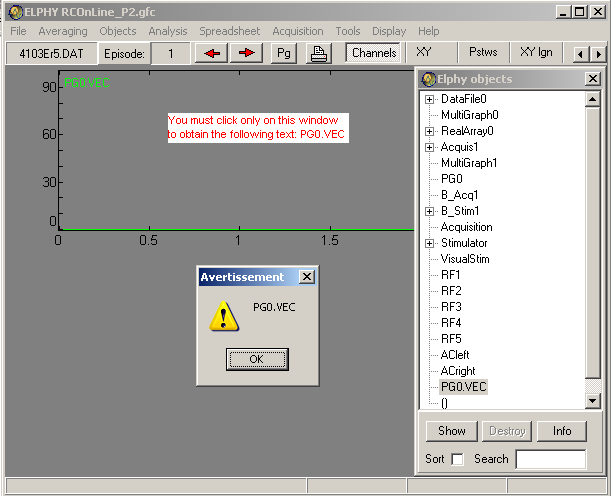 ELPHY RCOnLine_P2.gfc
File Averaging Objects Analysis Spreadsheet Acquisition Tools Display Help
4103Er5.DAT Episode: 1 Pg Channels XY Pstws XY Ign
PG0.VEC
90
60
30
0
0 0.5 1 1.5
You must click only on this window
to obtain the following text: PG0.VEC
Avertissement
PG0.VEC
OK
Elphy objects
DataFile0
MultiGraph0
RealArray0
Acquis1
MultiGraph1
PG0
B_Acq1
B_Stim1
Acquisition
Stimulator
VisualStim
RF1
RF2
RF3
RF4
RF5
ACleft
ACright
PG0.VEC
()
Show Destroy Info
Sort Search